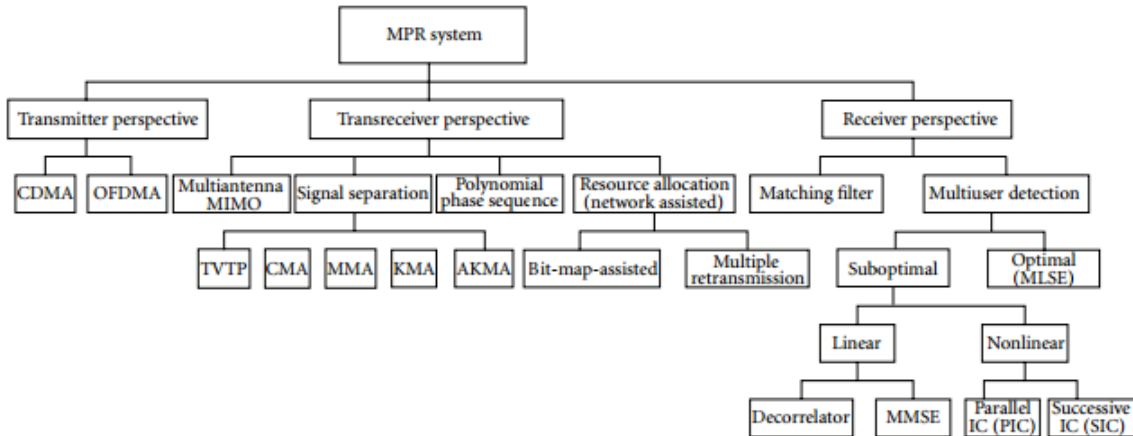 MPR system
Transmitter perspective
Transreceiver perspective
Receiver perspective
CDMA
OFDMA
Multiantenna
MIMO
Signal separation
Polynomial
phase sequence
Resource allocation
(network assisted)
Matching filter
Multiuser detection
TVTP
CMA
MMA
KMA
AKMA
Bit-map-assisted
Multiple
retransmission
Suboptimal
Optimal
(MLSE)
Linear
Nonlinear
Decorrelator
MMSE
Parallel
IC (PIC)
Successive
IC (SIC)